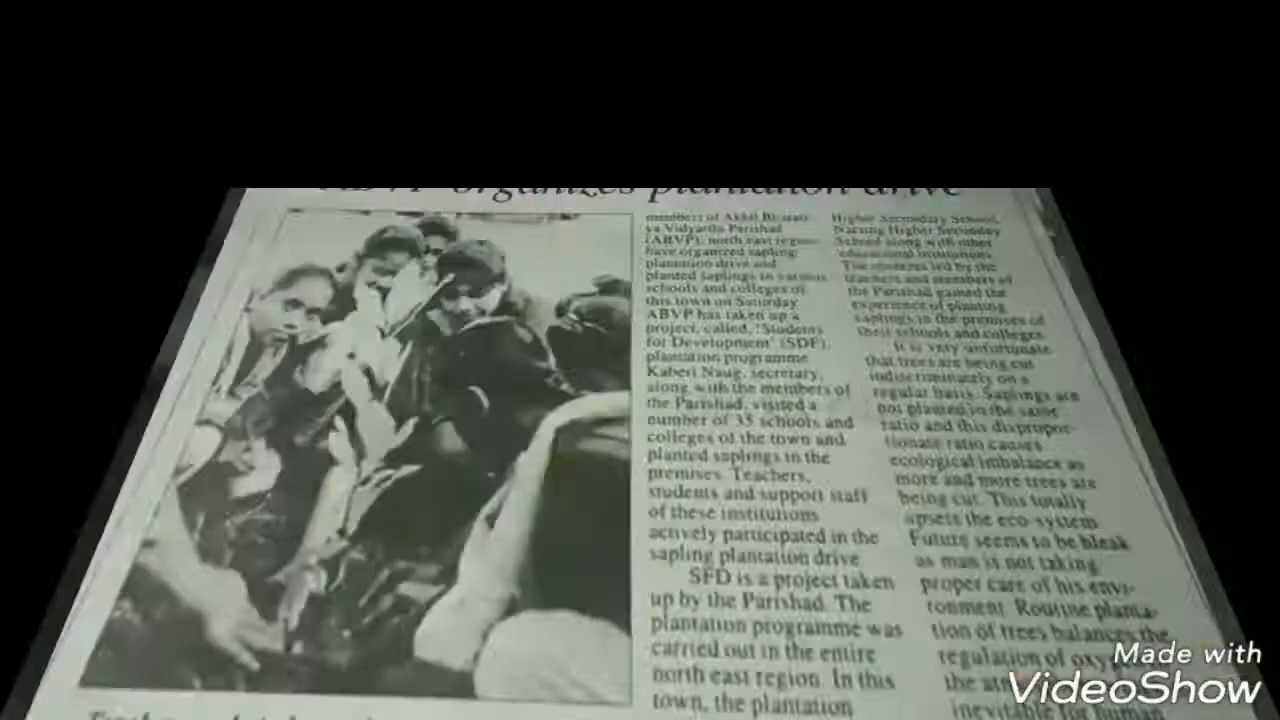 ABVP organizes plantation drive
members of Akhil Bharati-
ya Vidyarthi Parishad
(ABVP), north east region
have organized sapling
plantation drive and
planted saplings in various
schools and colleges of
this town on Saturday
ABVP has taken up a
project, called, 'Students
for Development' (SDF),
plantation programme
Kaberi Naug, secretary,
along with the members of
the Parishad, visited a
number of 35 schools and
colleges of the town and
planted saplings in the
premises. Teachers,
students and support staff
of these institutions
actively participated in the
sapling plantation drive
SFD is a project taken
up by the Parishad. The
plantation programme was
carried out in the entire
north east region. In this
town, the plantation
Higher Secondary School,
Narsing Higher Secondary
School along with other
educational institutions
The students led by the
teachers and members of
the Parishad gained the
experience of planting
saplings in the premises of
their schools and colleges
It is very unfortunate
that trees are being cut
indiscriminately on a
regular basis. Saplings are
not planted in the same
ratio and this dispropor-
tionate ratio causes
ecological imbalance as
more and more trees are
being cut. This totally
upsets the eco-system
Future seems to be bleak
as man is not taking
proper care of his envi-
ronment. Routine planta-
tion of trees balances the
regulation of
the
inevitable for human
Made with
VideoShow